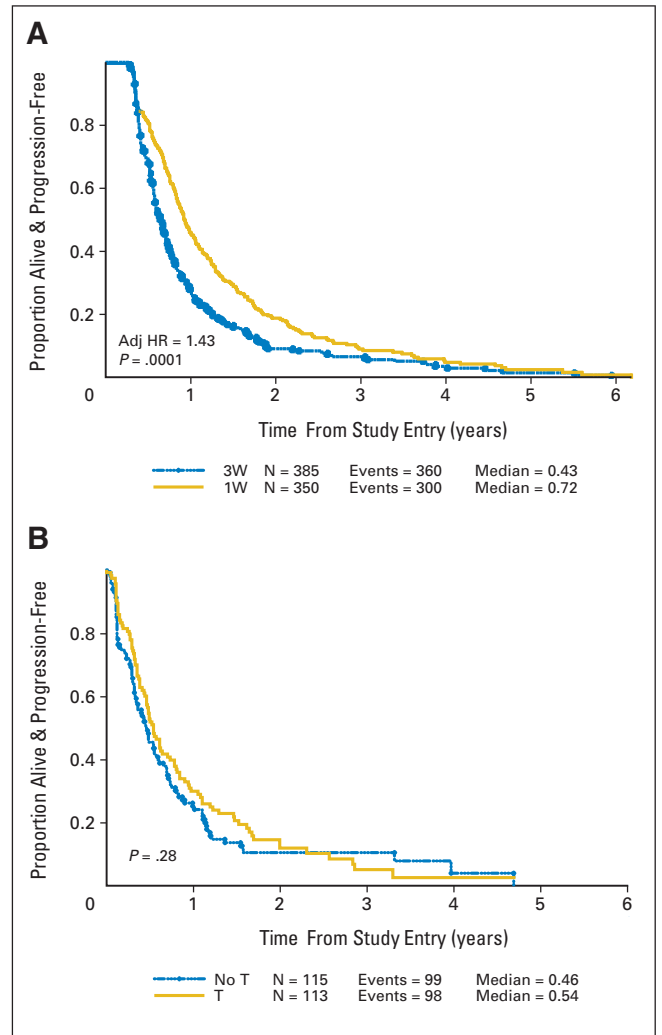 A
Proportion Alive & Progression-Free
0.8
0.6
0.4
0.2
Adj HR = 1.43
P = .0001
0 1 2 3 4 5 6
Time From Study Entry (years)
3W N = 385 Events = 360 Median = 0.43
1W N = 350 Events = 300 Median = 0.72
B
Proportion Alive & Progression-Free
0.8
0.6
0.4
0.2
P = .28
0 1 2 3 4 5 6
Time From Study Entry (years)
No T N = 115 Events = 99 Median = 0.46
T N = 113 Events = 98 Median = 0.54